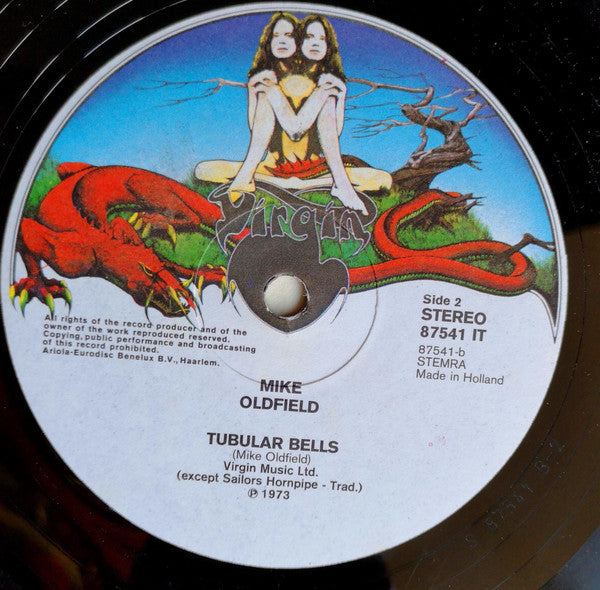 Virgin
Side 2
STEREO
87541 IT
87541-b
STEMRA
Made in Holland
All rights of the record producer and of the
owner of the work reproduced reserved.
Copying, public performance and broadcasting
of this record prohibited.
Ariola-Eurodisc Benelux B.V., Haarlem.
MIKE
OLDFIELD
TUBULAR BELLS
(Mike Oldfield)
Virgin Music Ltd.
(except Sailors Hornpipe - Trad.)
℗ 1973